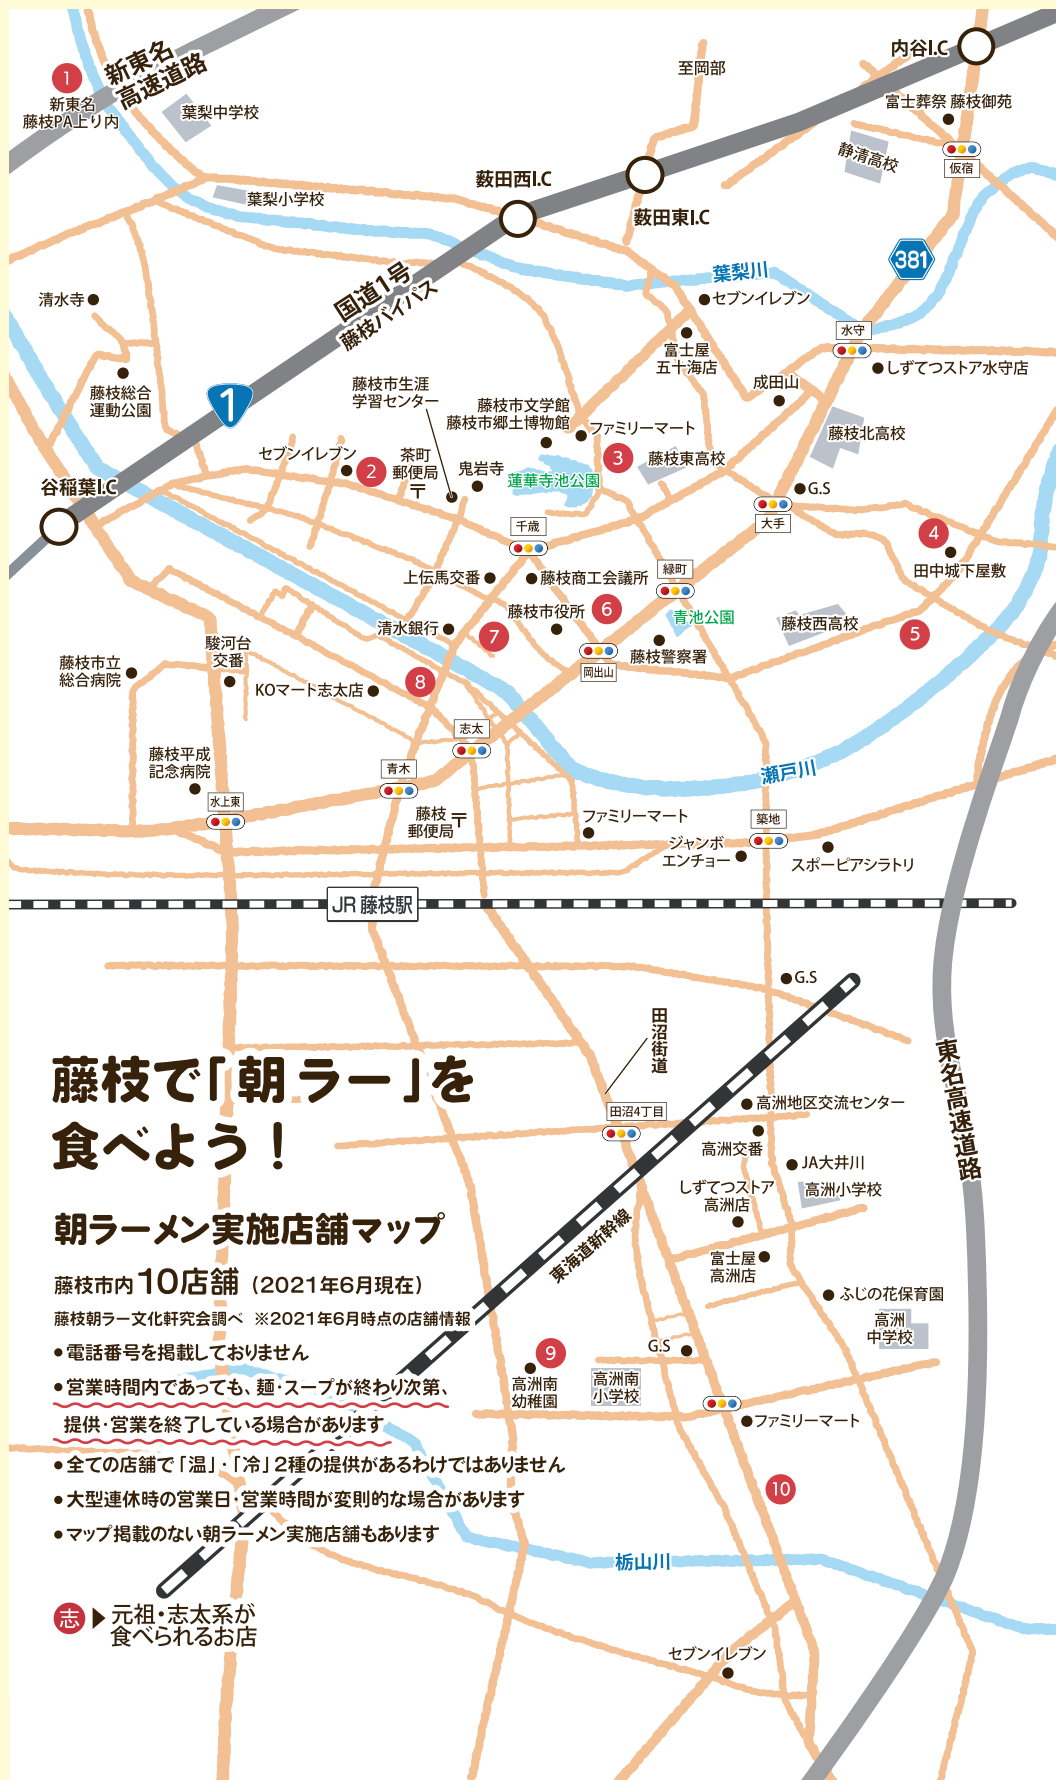 新東名
高速道路
1
新東名
藤枝PA上り内
葉梨中学校
葉梨小学校
至岡部
内谷I.C
富士葬祭 藤枝御苑
静清高校
仮宿
薮田西I.C
薮田東I.C
381
葉梨川
国道1号
藤枝バイパス
1
清水寺
藤枝総合
運動公園
セブンイレブン
富士屋
五十海店
水守
しずてつストア水守店
成田山
藤枝北高校
藤枝市生涯
学習センター
藤枝市文学館
藤枝市郷土博物館
ファミリーマート
3
藤枝東高校
蓮華寺池公園
セブンイレブン
2
茶町
郵便局
〒
鬼岩寺
谷稲葉I.C
G.S
大手
4
田中城下屋敷
千歳
緑町
上伝馬交番
藤枝商工会議所
藤枝市役所
6
青池公園
藤枝西高校
5
清水銀行
7
岡出山
藤枝警察署
駿河台
交番
藤枝市立
総合病院
KOマート志太店
8
志太
藤枝平成
記念病院
青木
水上東
藤枝
郵便局
〒
瀬戸川
ファミリーマート
築地
ジャンボ
エンチョー
スポーピアシラトリ
JR 藤枝駅
G.S
田沼街道
東名高速道路
田沼4丁目
高洲地区交流センター
高洲交番
JA大井川
高洲小学校
しずてつストア
高洲店
東海道新幹線
富士屋
高洲店
ふじの花保育園
高洲
中学校
G.S
9
高洲南
幼稚園
高洲南
小学校
ファミリーマート
10
栃山川
セブンイレブン
藤枝で「朝ラー」を
食べよう！
朝ラーメン実施店舗マップ
藤枝市内10店舗（2021年6月現在）
藤枝朝ラー文化軒究会調べ ※2021年6月時点の店舗情報
●電話番号を掲載しておりません
●営業時間内であっても、麺・スープが終わり次第、
提供・営業を終了している場合があります
●全ての店舗で「温」・「冷」2種の提供があるわけではありません
●大型連休時の営業日・営業時間が変則的な場合があります
●マップ掲載のない朝ラーメン実施店舗もあります
志▶元祖・志太系が
食べられるお店